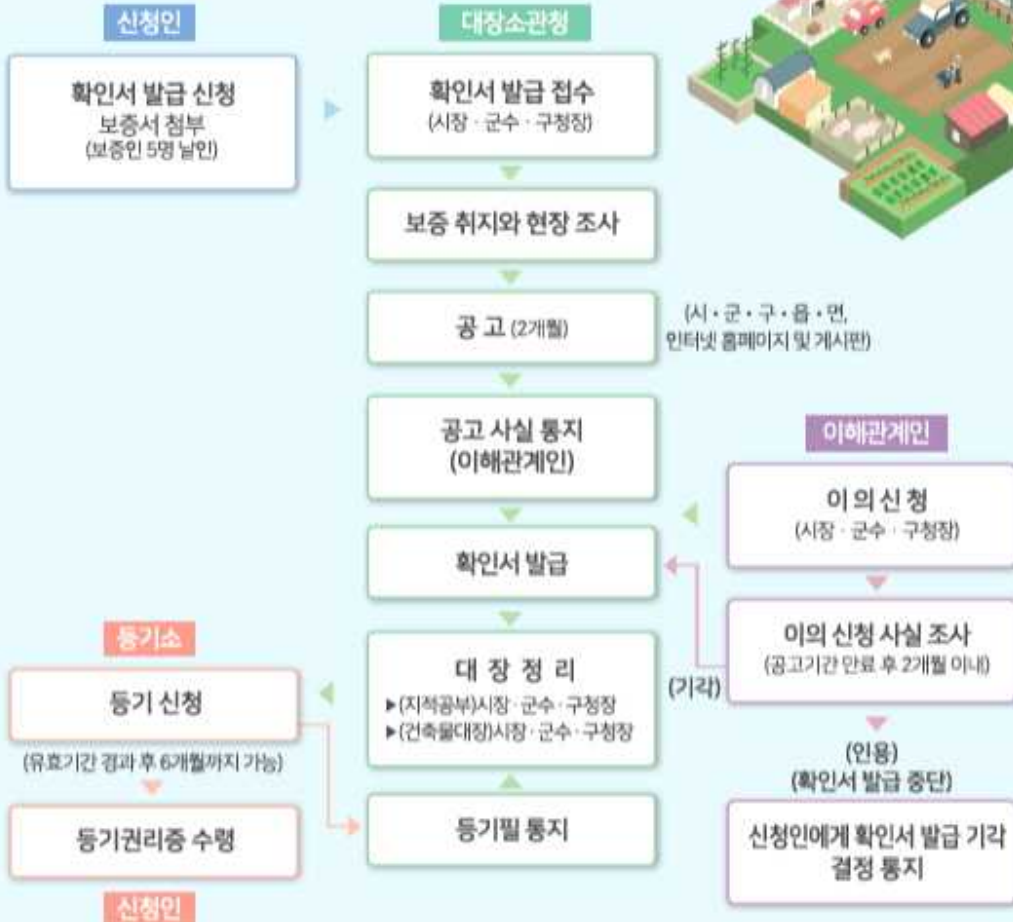 신청인
확인서 발급 신청
보증서 첨부
(보증인 5명 날인)
대장소관청
확인서 발급 접수
(시장 · 군수 · 구청장)
보증 취지와 현장 조사
공 고 (2개월)
(시 · 군 · 구 · 읍 · 면,
인터넷 홈페이지 및 게시판)
공고 사실 통지
(이해관계인)
확인서 발급
대 장 정 리
▶(지적공부)시장 · 군수 · 구청장
▶(건축물대장)시장 · 군수 · 구청장
등기필 통지
이해관계인
이 의 신 청
(시장 · 군수 · 구청장)
이의 신청 사실 조사
(공고기간 만료 후 2개월 이내)
(기각)
(인용)
(확인서 발급 중단)
신청인에게 확인서 발급 기각
결정 통지
등기소
등기 신청
(유효기간 경과 후 6개월까지 가능)
등기권리증 수령
신청인